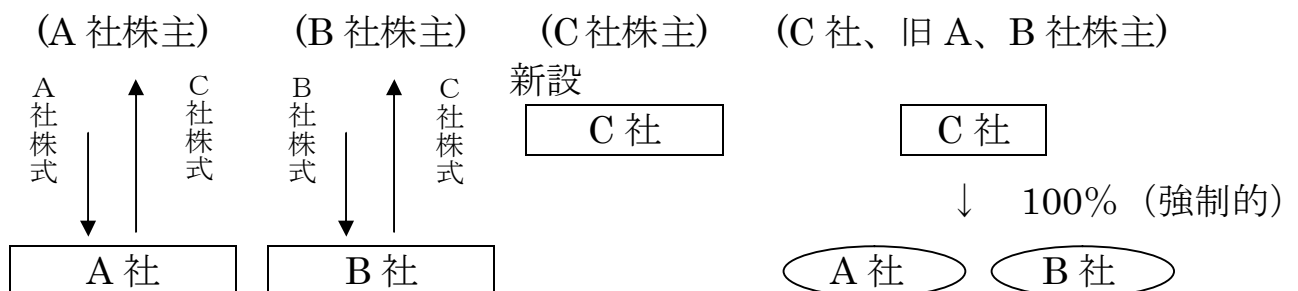 (A 社株主)
(B 社株主)
(C 社株主)
(C 社、旧 A、B 社株主)
新設
A社株式
C社株式
B社株式
C社株式
C 社
C 社
↓ 100% (強制的)
A 社
B 社
A 社
B 社